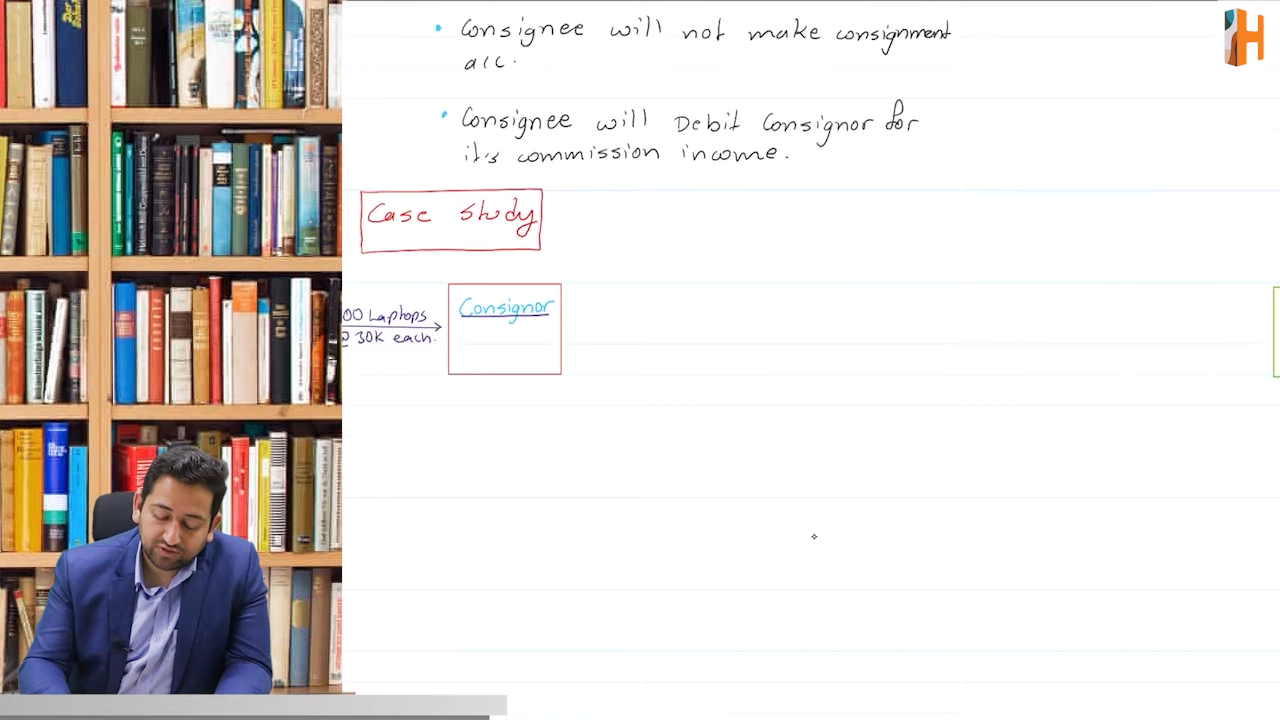 Consignee will not make consignment
a/c.
Consignee will Debit Consignor for
it's commission income.
Case study
Consignor
00 Laptops
@ 30K each.
H